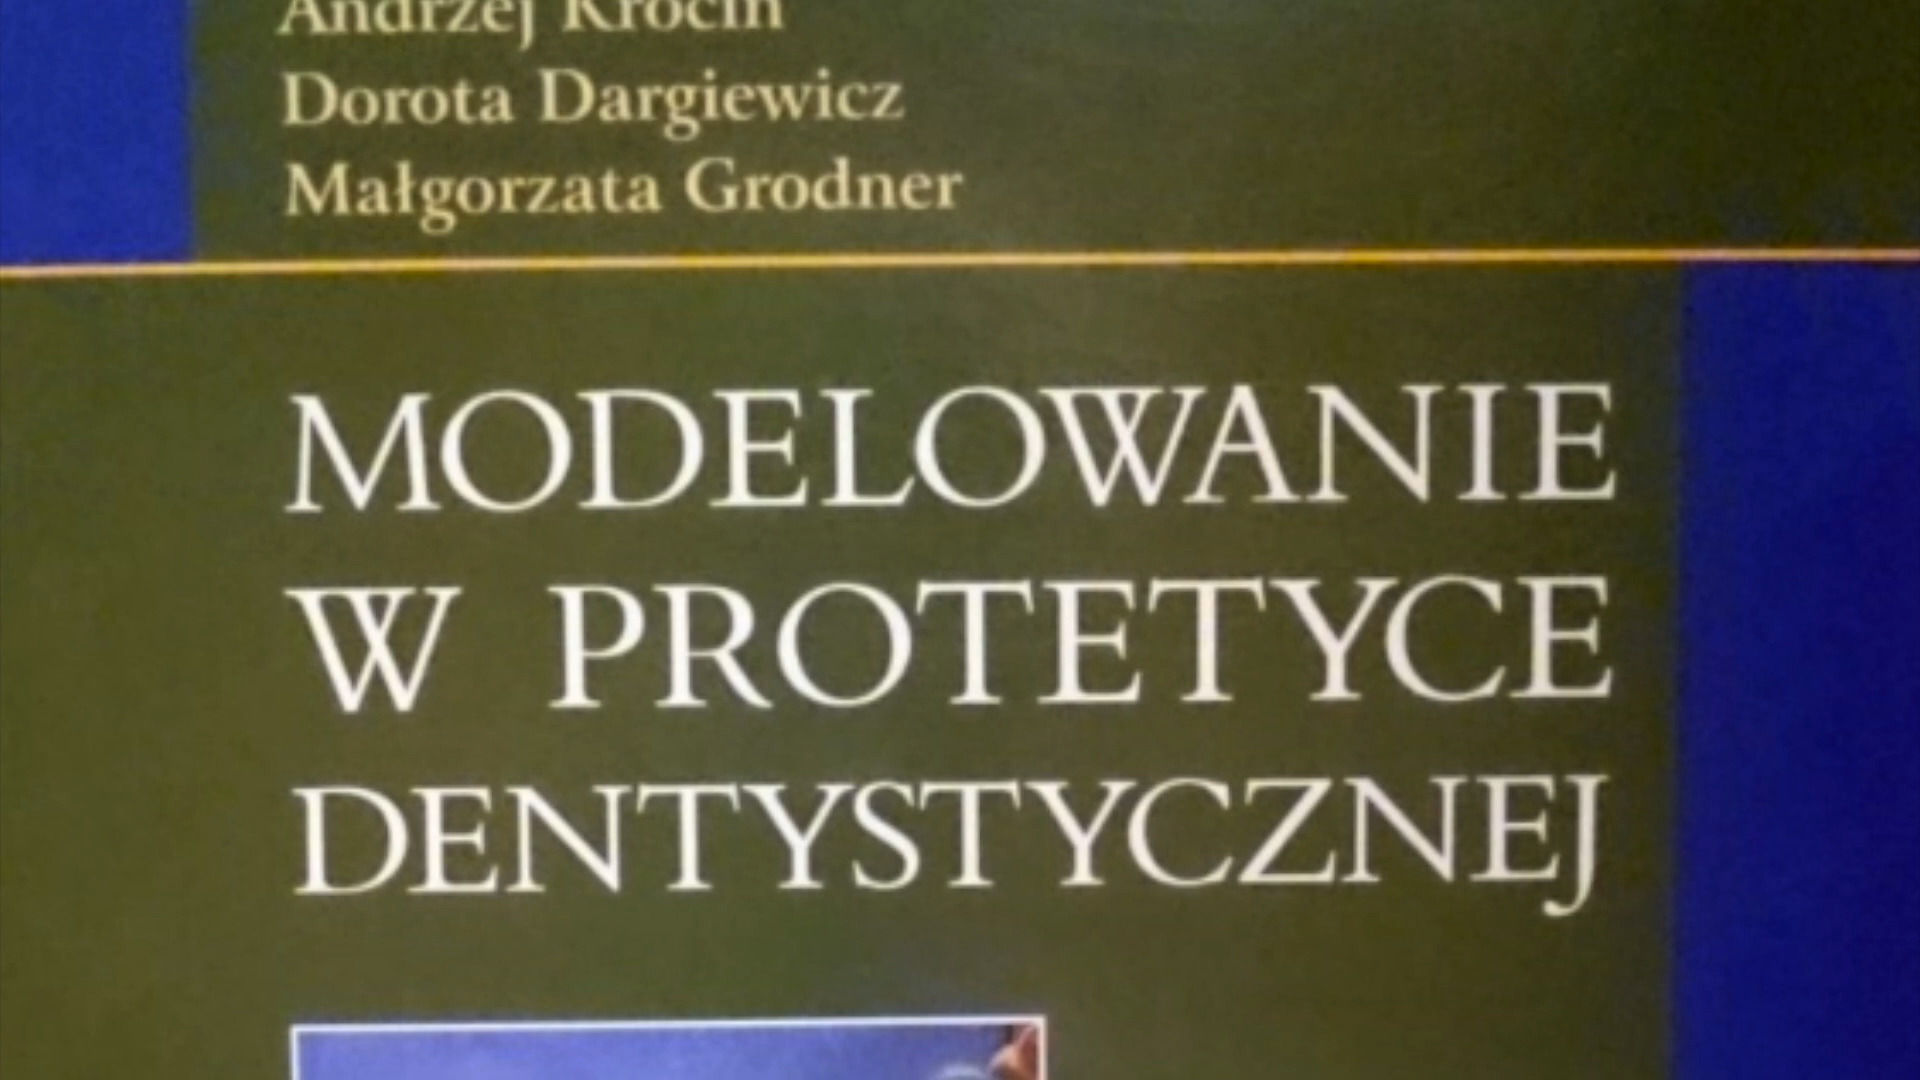 Andrzej Krocin
Dorota Dargiewicz
Małgorzata Grodner
MODELOWANIE
W PROTETYCE
DENTYSTYCZNEJ